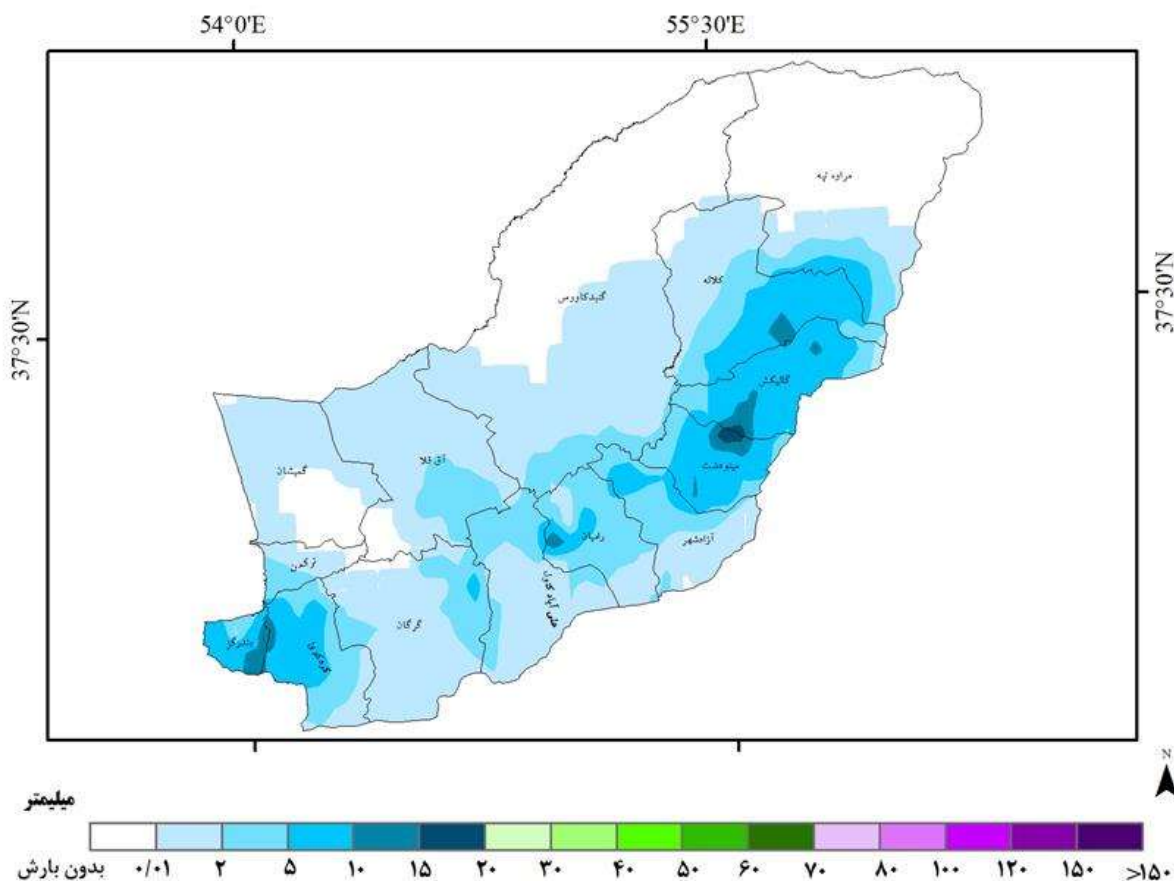 54°0'E 55°30'E
مراوه تپه
37°30'N
کلاله
گنبدکاووس
37°30'N
گالیکش
مینودشت
آق قلا
گمیشان
رامیان
آزادشهر
ترکمن
علی آباد کتول
گرگان
بندرگز
کردکوی
N
میلیمتر
بدون بارش ۰/۰۱ ۲ ۵ ۱۰ ۱۵ ۲۰ ۳۰ ۴۰ ۵۰ ۶۰ ۷۰ ۸۰ ۱۰۰ ۱۲۰ ۱۵۰ >۱۵۰